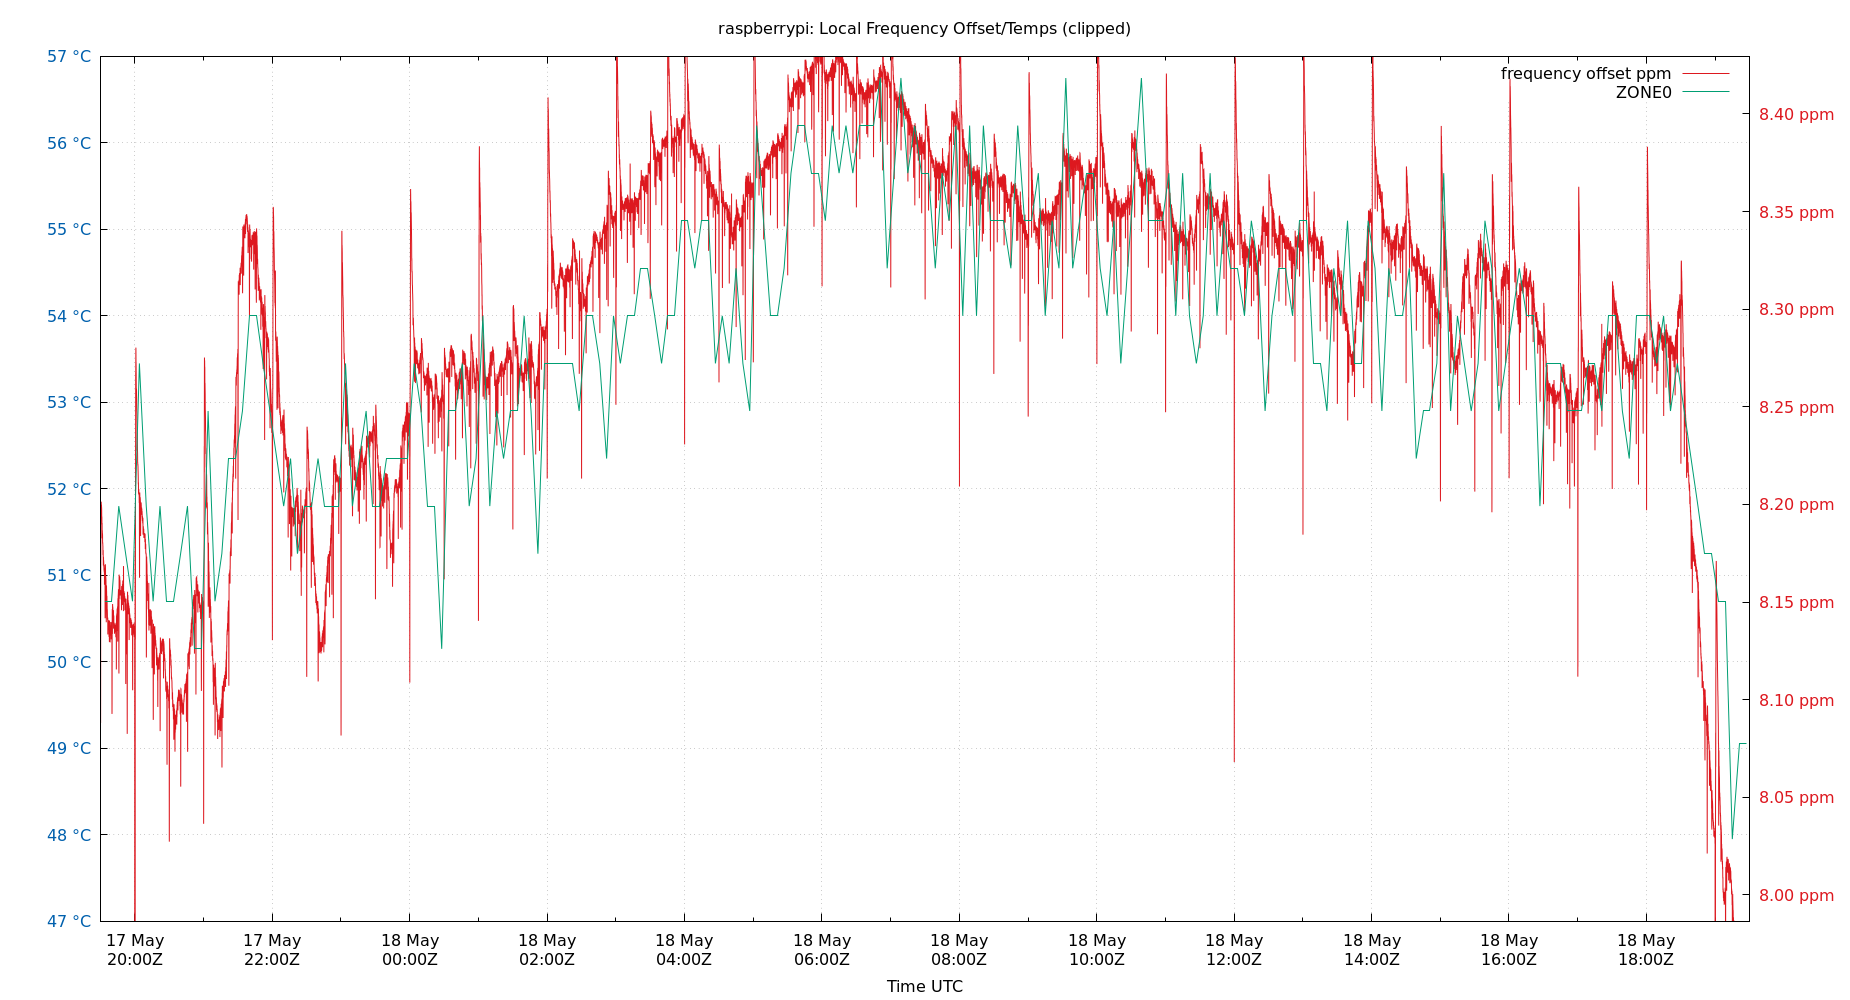 raspberrypi: Local Frequency Offset/Temps (clipped)
frequency offset ppm
ZONE0
57 °C
56 °C
55 °C
54 °C
53 °C
52 °C
51 °C
50 °C
49 °C
48 °C
47 °C
8.40 ppm
8.35 ppm
8.30 ppm
8.25 ppm
8.20 ppm
8.15 ppm
8.10 ppm
8.05 ppm
8.00 ppm
17 May
20:00Z
17 May
22:00Z
18 May
00:00Z
18 May
02:00Z
18 May
04:00Z
18 May
06:00Z
18 May
08:00Z
18 May
10:00Z
18 May
12:00Z
18 May
14:00Z
18 May
16:00Z
18 May
18:00Z
Time UTC